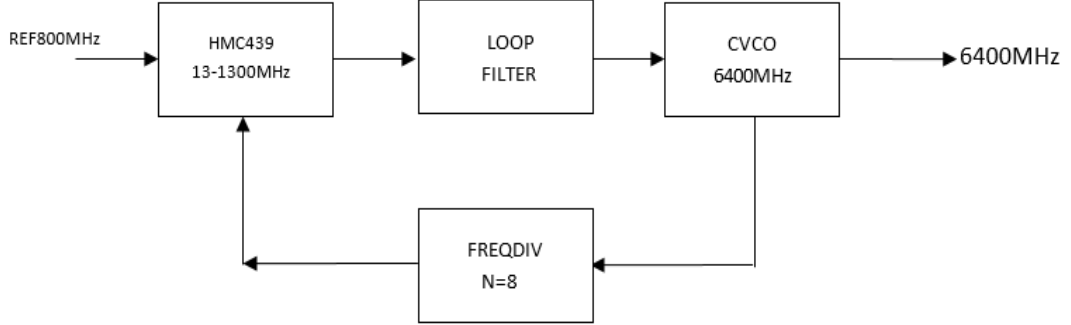 REF800MHz
HMC439
13-1300MHz
LOOP
FILTER
CVCO
6400MHz
6400MHz
FREQDIV
N=8